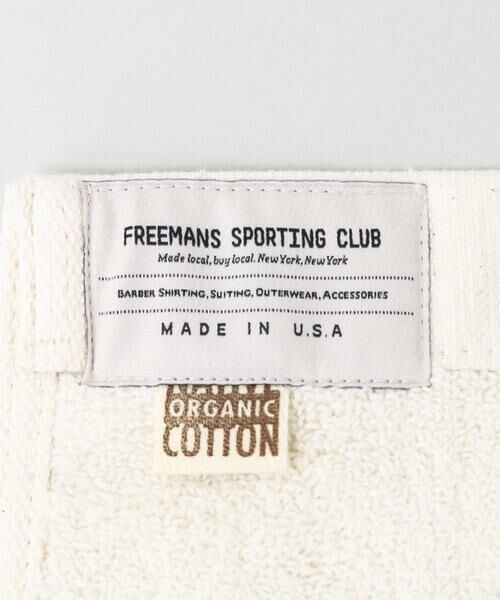 FREEMANS SPORTING CLUB
Made local, buy local. New York, New York
BARBER SHIRTING, SUITING, OUTERWEAR, ACCESSORIES
MADE IN U.S.A
ORGANIC
COTTON